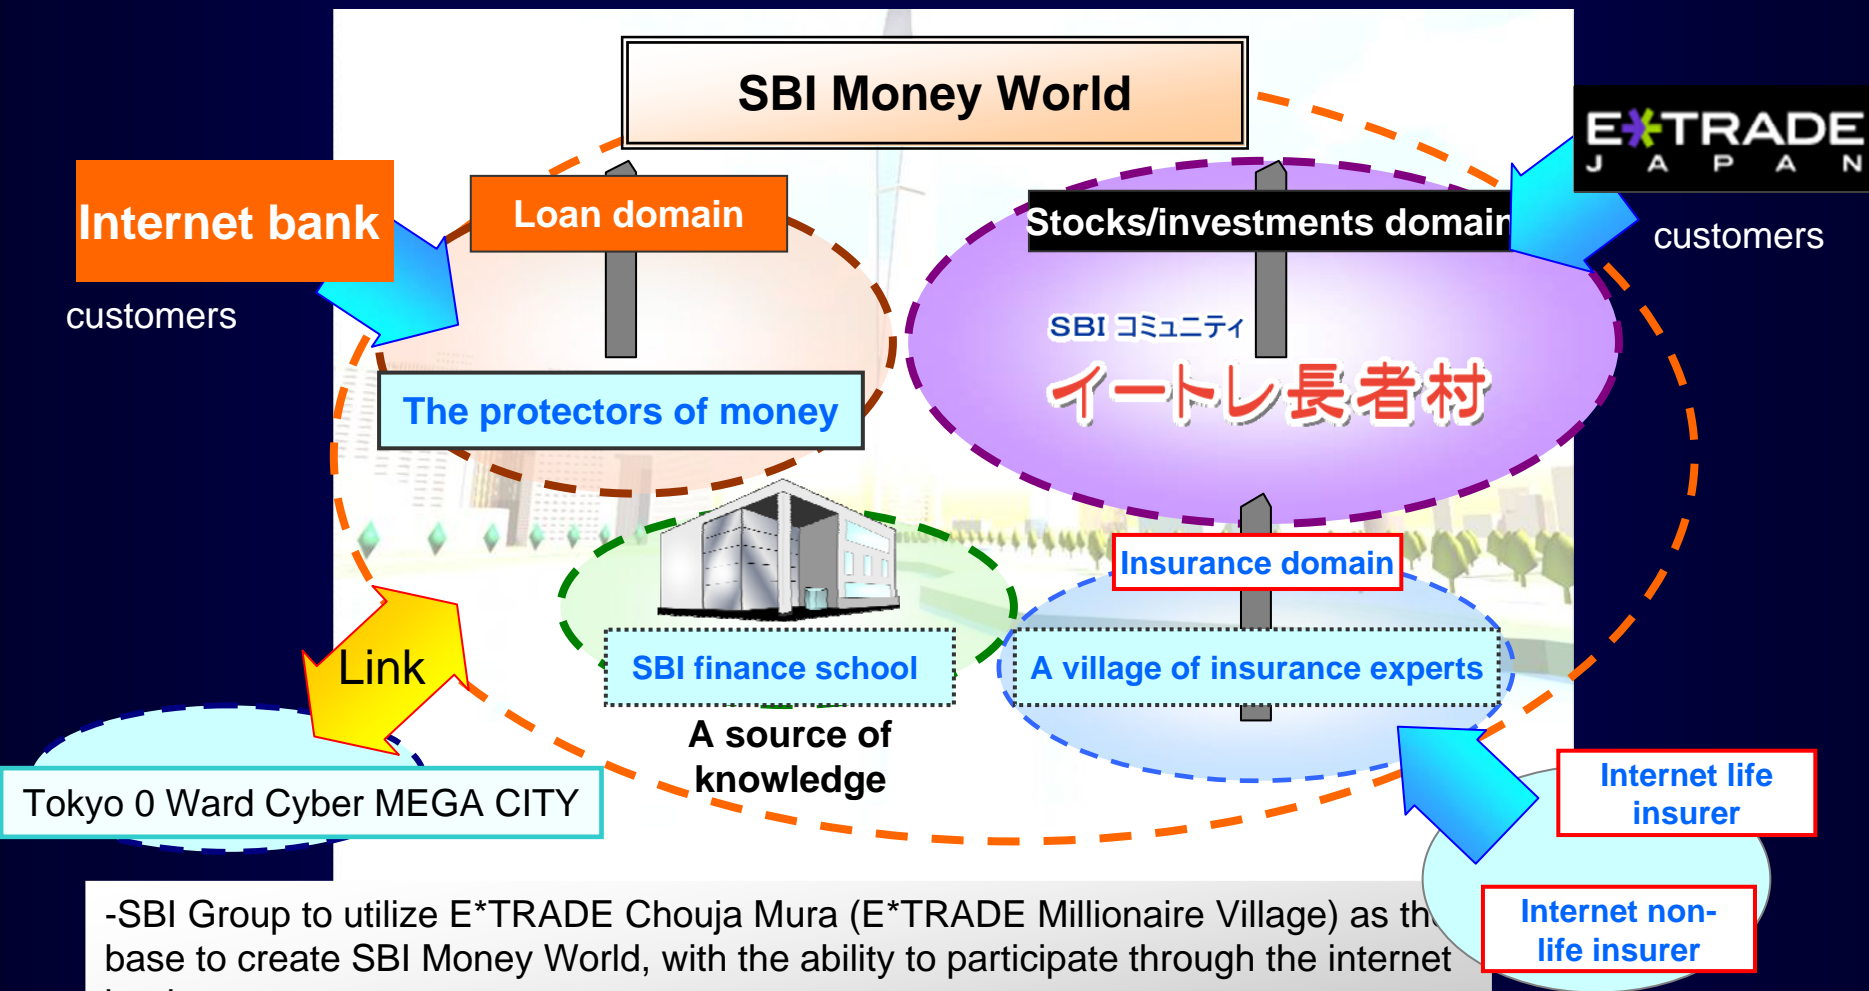 SBI Money World
E*TRADE
JAPAN
Internet bank
Loan domain
Stocks/investments domain
customers
customers
SBI コミュニティ
イートレ長者村
The protectors of money
Insurance domain
Link
SBI finance school
A village of insurance experts
A source of
knowledge
Tokyo 0 Ward Cyber MEGA CITY
Internet life
insurer
Internet non-
life insurer
-SBI Group to utilize E*TRADE Chouja Mura (E*TRADE Millionaire Village) as the
base to create SBI Money World, with the ability to participate through the internet